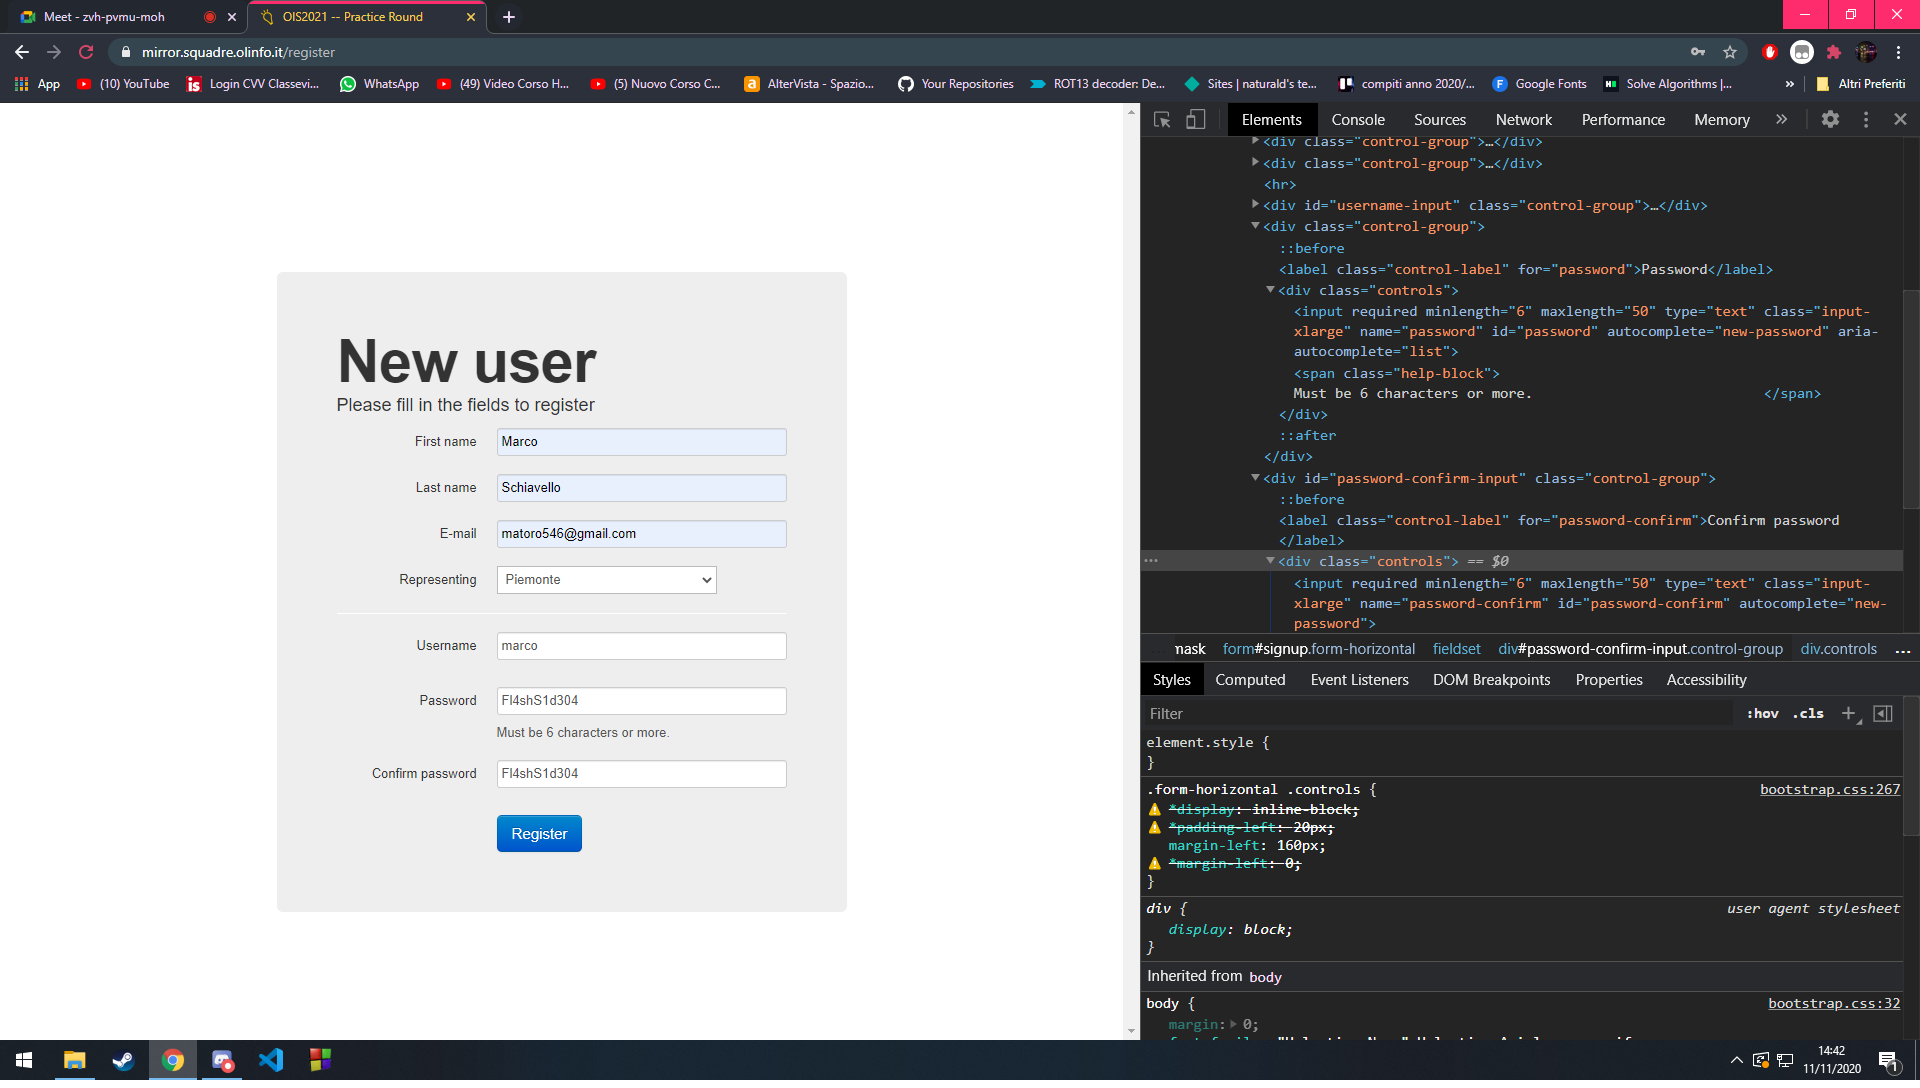 Meet - zvh-pvmu-moh
OIS2021 -- Practice Round
mirror.squadre.olinfo.it/register
App
(10) YouTube
Login CVV Classevi...
WhatsApp
(49) Video Corso H...
(5) Nuovo Corso C...
AlterVista - Spazio...
Your Repositories
ROT13 decoder: De...
Sites | naturald's te...
compiti anno 2020/...
Google Fonts
Solve Algorithms |...
»
Altri Preferiti
New user
Please fill in the fields to register
First name Marco
Last name Schiavello
E-mail matoro546@gmail.com
Representing Piemonte
Username marco
Password Fl4shS1d304
Must be 6 characters or more.
Confirm password Fl4shS1d304
Register
Elements Console Sources Network Performance Memory »
<div class="control-group">…</div>
<div class="control-group">…</div>
<hr>
<div id="username-input" class="control-group">…</div>
<div class="control-group">
::before
<label class="control-label" for="password">Password</label>
<div class="controls">
<input required minlength="6" maxlength="50" type="text" class="input-
xlarge" name="password" id="password" autocomplete="new-password" aria-
autocomplete="list">
<span class="help-block">
Must be 6 characters or more. </span>
</div>
::after
</div>
<div id="password-confirm-input" class="control-group">
::before
<label class="control-label" for="password-confirm">Confirm password
</label>
<div class="controls"> == $0
<input required minlength="6" maxlength="50" type="text" class="input-
xlarge" name="password-confirm" id="password-confirm" autocomplete="new-
password">
mask form#signup.form-horizontal fieldset div#password-confirm-input.control-group div.controls ...
Styles Computed Event Listeners DOM Breakpoints Properties Accessibility
Filter :hov .cls
element.style {
}
.form-horizontal .controls { bootstrap.css:267
*display: inline-block;
*padding-left: 20px;
margin-left: 160px;
*margin-left: 0;
}
div { user agent stylesheet
display: block;
}
Inherited from body
body { bootstrap.css:32
margin: 0;
14:42
11/11/2020
1